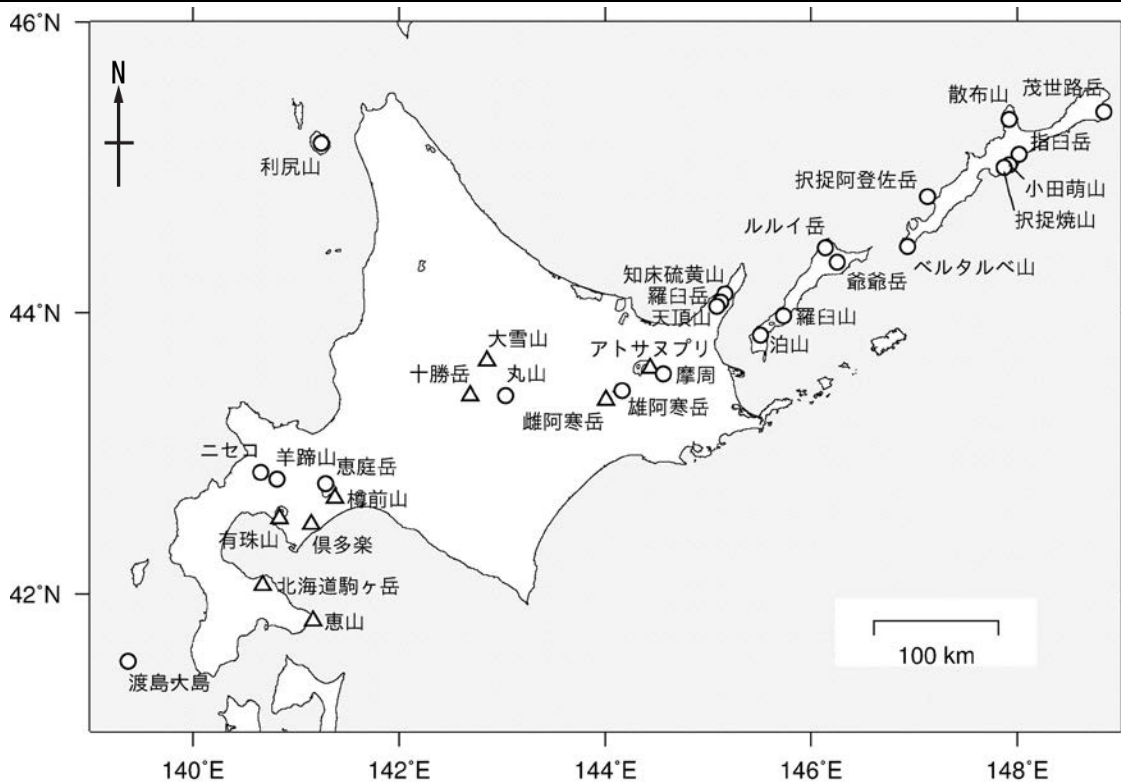 46°N
N
茂世路岳
散布山
指臼岳
利尻山
小田萌山
択捉阿登佐岳
択捉焼山
ルルイ岳
ベルタルベ山
爺爺岳
知床硫黄山
羅臼岳
天頂山
羅臼山
44°N
泊山
大雪山
アトサヌプリ
十勝岳
丸山
摩周
雌阿寒岳
雄阿寒岳
ニセコ
羊蹄山
恵庭岳
樽前山
有珠山
倶多楽
42°N
北海道駒ヶ岳
恵山
100 km
渡島大島
140°E
142°E
144°E
146°E
148°E